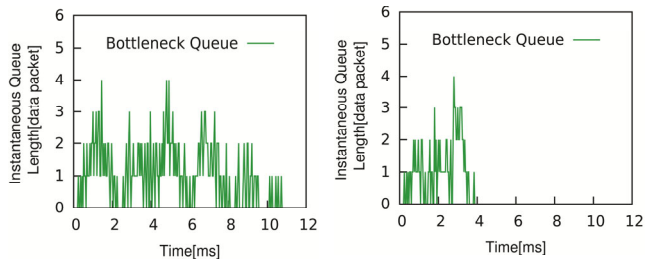 6
5
4
3
2
1
0
Instantaneous Queue
Length[data packet]
Bottleneck Queue
0 2 4 6 8 10 12
Time[ms]
6
5
4
3
2
1
0
Instantaneous Queue
Length[data packet]
Bottleneck Queue
0 2 4 6 8 10 12
Time[ms]